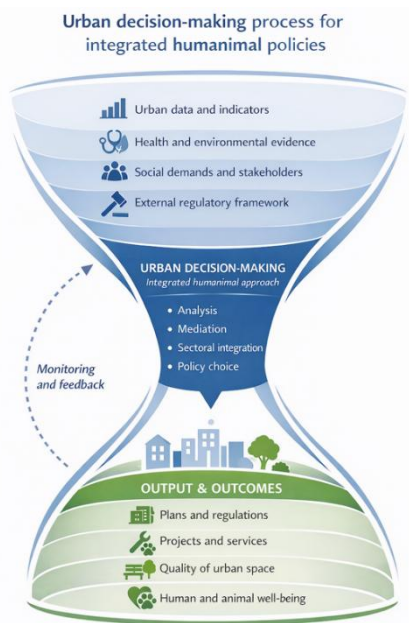 Urban decision-making process for
integrated humanimal policies
Urban data and indicators
Health and environmental evidence
Social demands and stakeholders
External regulatory framework
URBAN DECISION-MAKING
Integrated humanimal approach
• Analysis
• Mediation
• Sectoral integration
• Policy choice
Monitoring
and feedback
OUTPUT & OUTCOMES
Plans and regulations
Projects and services
Quality of urban space
Human and animal well-being